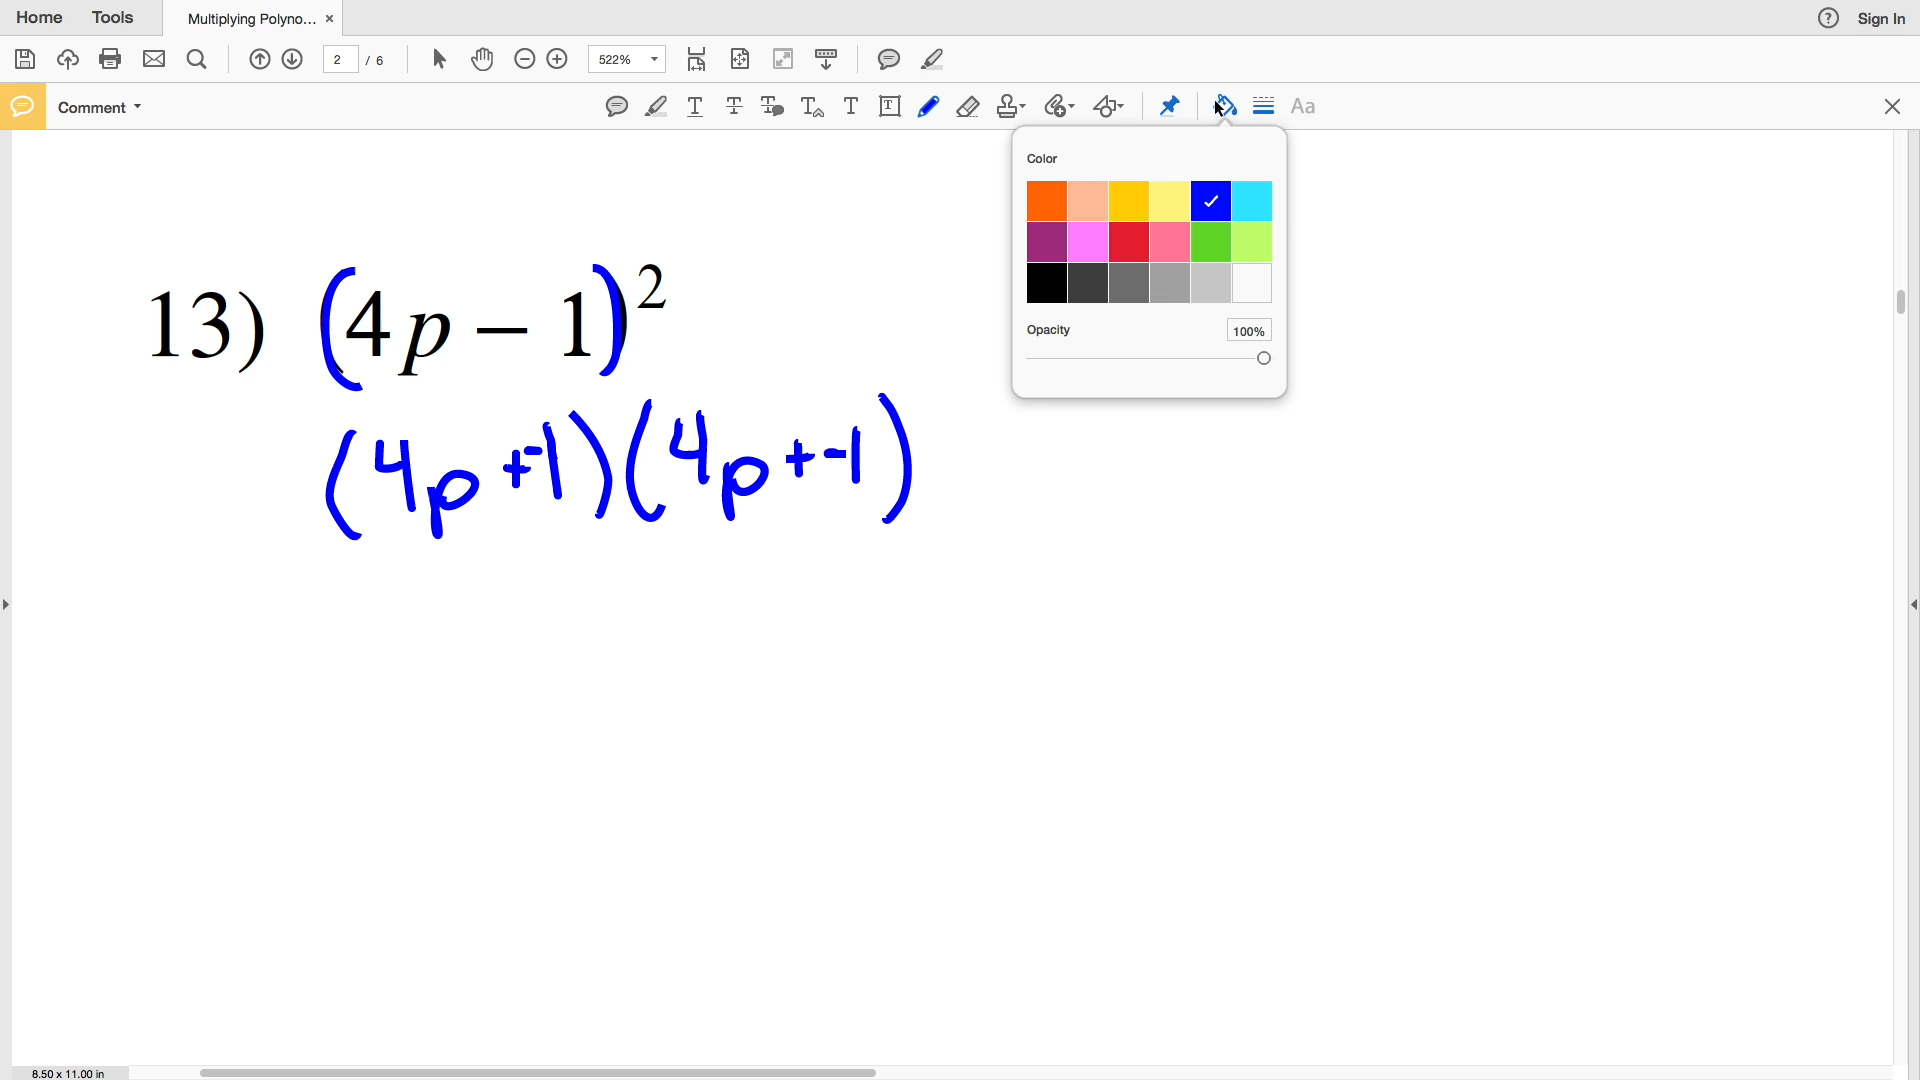 Home Tools Multiplying Polyno... × ? Sign In
2 / 6 522%
Comment T T T T T T Aa
Color
Opacity 100%
13) (4p − 1)²
(4p +-1)(4p +-1)
8.50 x 11.00 in